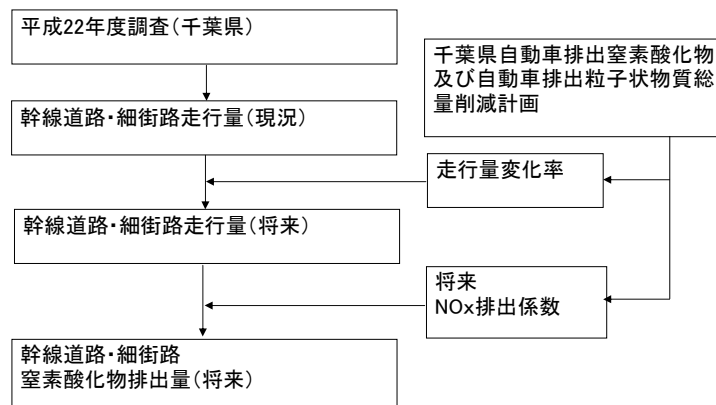 平成22年度調査(千葉県)
千葉県自動車排出窒素酸化物
及び自動車排出粒子状物質総
量削減計画
幹線道路・細街路走行量(現況)
走行量変化率
幹線道路・細街路走行量(将来)
将来
NOx排出係数
幹線道路・細街路
窒素酸化物排出量(将来)